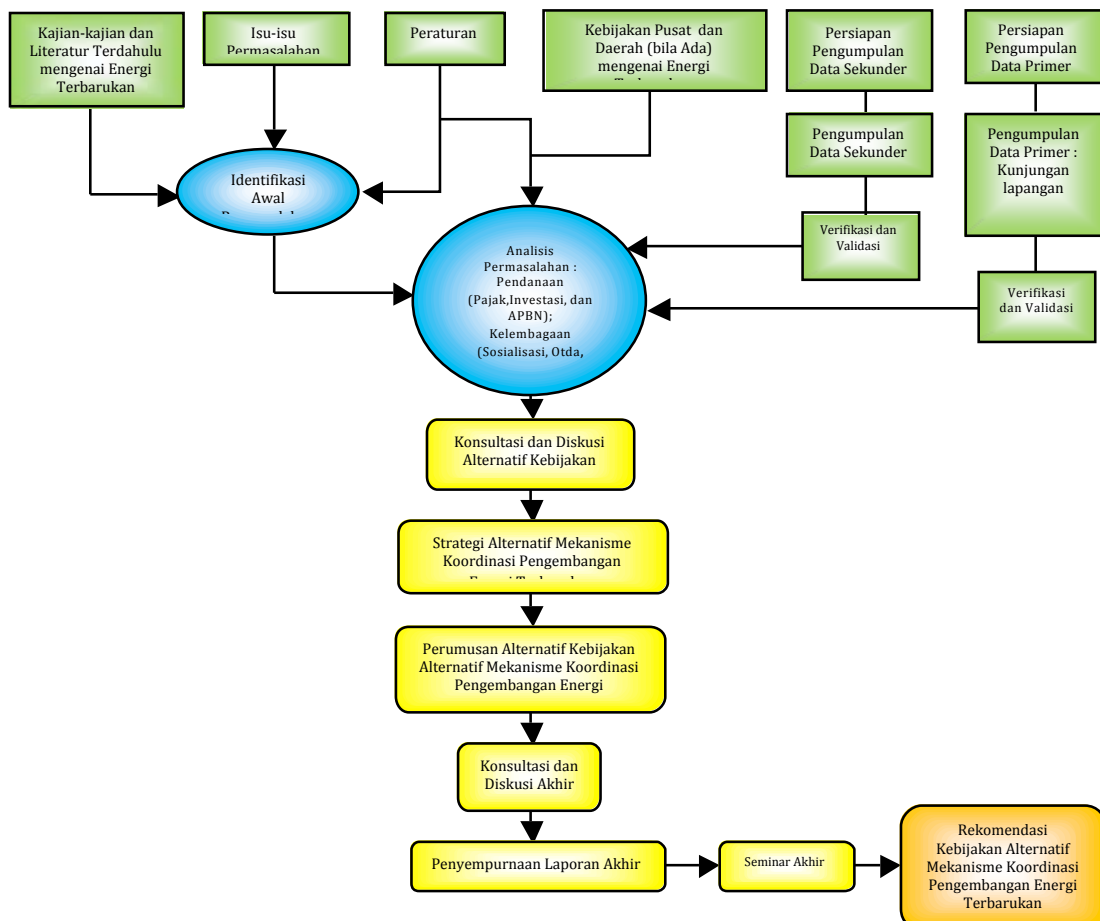 Kajian-kajian dan
Literatur Terdahulu
mengenai Energi
Terbarukan
Isu-isu
Permasalahan
Peraturan
Kebijakan Pusat dan
Daerah (bila Ada)
mengenai Energi
Persiapan
Pengumpulan
Data Sekunder
Persiapan
Pengumpulan
Data Primer
Pengumpulan
Data Sekunder
Pengumpulan
Data Primer :
Kunjungan
lapangan
Identifikasi
Awal
Verifikasi dan
Validasi
Verifikasi
dan Validasi
Analisis
Permasalahan :
Pendanaan
(Pajak,Investasi, dan
APBN);
Kelembagaan
(Sosialisasi, Otda,
Konsultasi dan Diskusi
Alternatif Kebijakan
Strategi Alternatif Mekanisme
Koordinasi Pengembangan
Perumusan Alternatif Kebijakan
Alternatif Mekanisme Koordinasi
Pengembangan Energi
Konsultasi dan
Diskusi Akhir
Penyempurnaan Laporan Akhir
Seminar Akhir
Rekomendasi
Kebijakan Alternatif
Mekanisme Koordinasi
Pengembangan Energi
Terbarukan